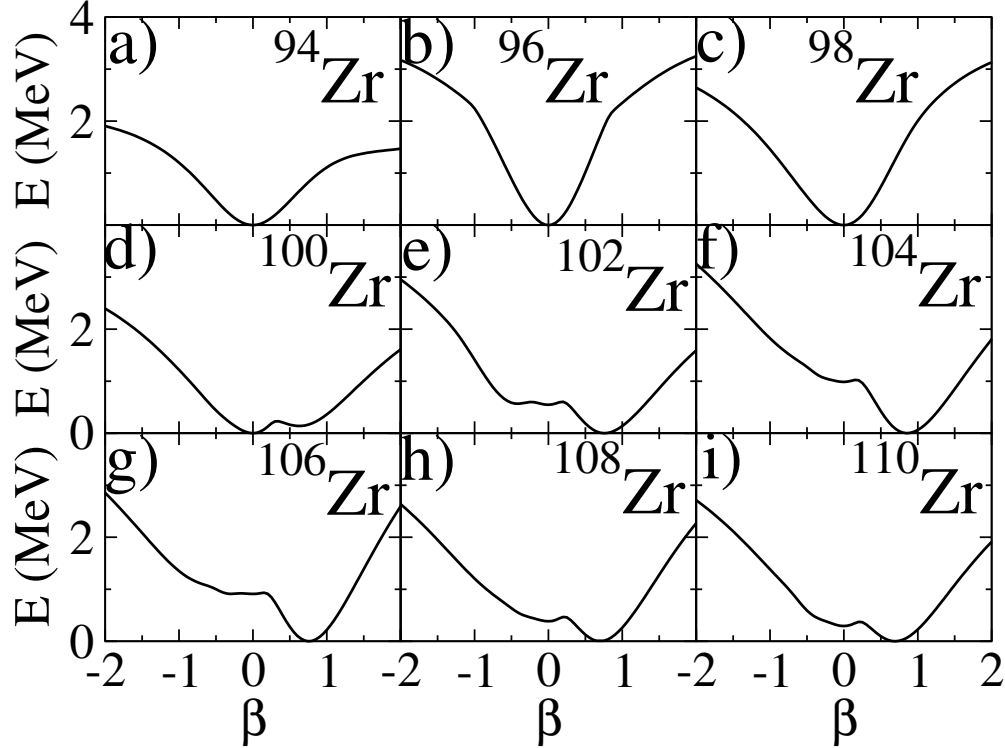 4
a) ⁹⁴Zr b) ⁹⁶Zr c) ⁹⁸Zr
E (MeV)
2
d) ¹⁰⁰Zr e) ¹⁰²Zr f) ¹⁰⁴Zr
E (MeV)
2
0
g) ¹⁰⁶Zr h) ¹⁰⁸Zr i) ¹¹⁰Zr
E (MeV)
2
0
-2 -1 0 1 -2 -1 0 1 -2 -1 0 1 2
β β β